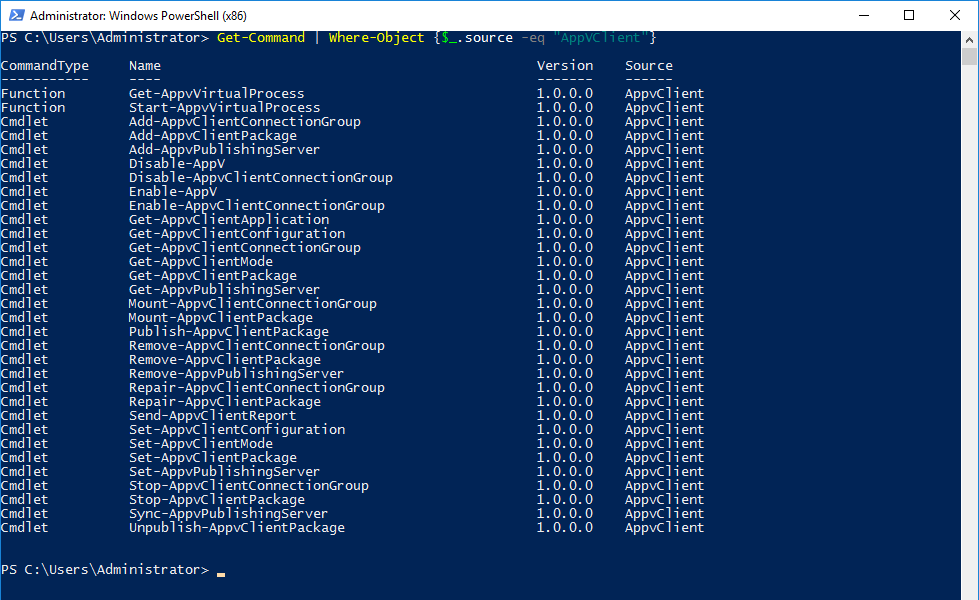 Administrator: Windows PowerShell (x86)
PS C:\Users\Administrator> Get-Command | Where-Object {$_.source -eq "AppVClient"}
CommandType Name Version Source
----------- ---- ------- ------
Function Get-AppvVirtualProcess 1.0.0.0 AppvClient
Function Start-AppvVirtualProcess 1.0.0.0 AppvClient
Cmdlet Add-AppvClientConnectionGroup 1.0.0.0 AppvClient
Cmdlet Add-AppvClientPackage 1.0.0.0 AppvClient
Cmdlet Add-AppvPublishingServer 1.0.0.0 AppvClient
Cmdlet Disable-AppV 1.0.0.0 AppvClient
Cmdlet Disable-AppvClientConnectionGroup 1.0.0.0 AppvClient
Cmdlet Enable-AppV 1.0.0.0 AppvClient
Cmdlet Enable-AppvClientConnectionGroup 1.0.0.0 AppvClient
Cmdlet Get-AppvClientApplication 1.0.0.0 AppvClient
Cmdlet Get-AppvClientConfiguration 1.0.0.0 AppvClient
Cmdlet Get-AppvClientConnectionGroup 1.0.0.0 AppvClient
Cmdlet Get-AppvClientMode 1.0.0.0 AppvClient
Cmdlet Get-AppvClientPackage 1.0.0.0 AppvClient
Cmdlet Get-AppvPublishingServer 1.0.0.0 AppvClient
Cmdlet Mount-AppvClientConnectionGroup 1.0.0.0 AppvClient
Cmdlet Mount-AppvClientPackage 1.0.0.0 AppvClient
Cmdlet Publish-AppvClientPackage 1.0.0.0 AppvClient
Cmdlet Remove-AppvClientConnectionGroup 1.0.0.0 AppvClient
Cmdlet Remove-AppvClientPackage 1.0.0.0 AppvClient
Cmdlet Remove-AppvPublishingServer 1.0.0.0 AppvClient
Cmdlet Repair-AppvClientConnectionGroup 1.0.0.0 AppvClient
Cmdlet Repair-AppvClientPackage 1.0.0.0 AppvClient
Cmdlet Send-AppvClientReport 1.0.0.0 AppvClient
Cmdlet Set-AppvClientConfiguration 1.0.0.0 AppvClient
Cmdlet Set-AppvClientMode 1.0.0.0 AppvClient
Cmdlet Set-AppvClientPackage 1.0.0.0 AppvClient
Cmdlet Set-AppvPublishingServer 1.0.0.0 AppvClient
Cmdlet Stop-AppvClientConnectionGroup 1.0.0.0 AppvClient
Cmdlet Stop-AppvClientPackage 1.0.0.0 AppvClient
Cmdlet Sync-AppvPublishingServer 1.0.0.0 AppvClient
Cmdlet Unpublish-AppvClientPackage 1.0.0.0 AppvClient
PS C:\Users\Administrator>